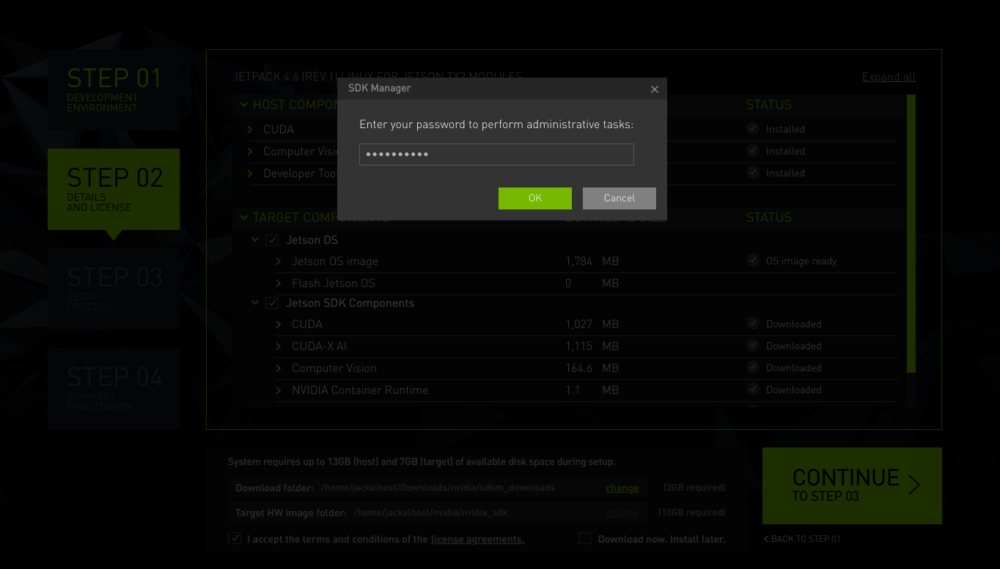 STEP 01
DEVELOPMENT
ENVIRONMENT
STEP 02
DETAILS
AND LICENSE
STEP 03
SETUP
PROCESS
STEP 04
SUMMARY
FINALIZATION
JETPACK 4.6 (REV.1) LINUX FOR JETSON TX2 MODULES
Expand all
SDK Manager
Enter your password to perform administrative tasks:
••••••••••
OK
Cancel
HOST COMPON
STATUS
CUDA
Installed
Computer Visi
Installed
Developer Tool
Installed
TARGET COMPONENTS
DOWNLOAD SIZE
STATUS
Jetson OS
Jetson OS image 1,784 MB OS image ready
Flash Jetson OS 0 MB
Jetson SDK Components
CUDA 1,027 MB Downloaded
CUDA-X AI 1,115 MB Downloaded
Computer Vision 164.6 MB Downloaded
NVIDIA Container Runtime 1.1 MB Downloaded
System requires up to 13GB (host) and 7GB (target) of available disk space during setup.
Download folder: /home/jackalhost/Downloads/nvidia/sdkm_downloads change (3GB required)
Target HW image folder: /home/jackalhost/nvidia/nvidia_sdk change (10GB required)
I accept the terms and conditions of the license agreements.
Download now. Install later.
CONTINUE
TO STEP 03
BACK TO STEP 01